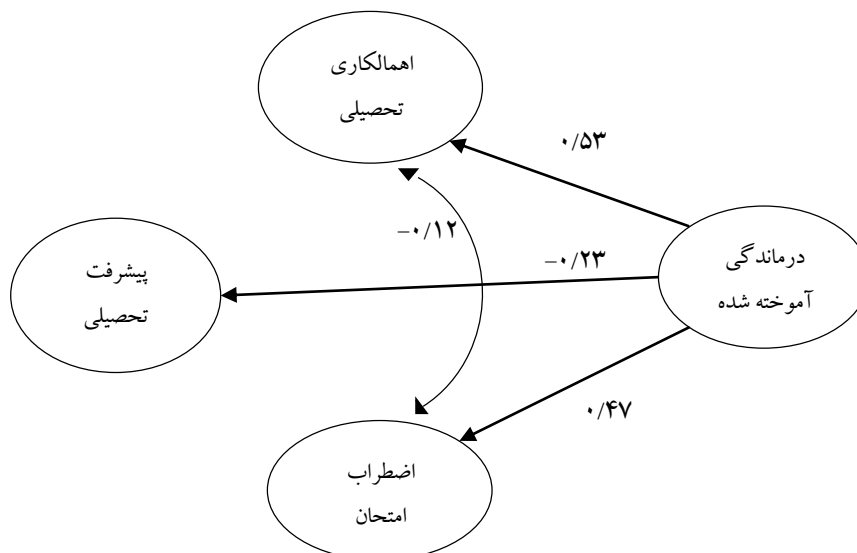 اهمالکاری
تحصیلی
۰/۵۳
-۰/۱۲
درماندگی
آموخته شده
-۰/۲۳
پیشرفت
تحصیلی
۰/۴۷
اضطراب
امتحان